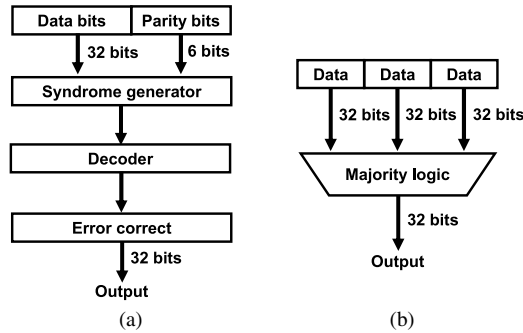 Data bits Parity bits
32 bits 6 bits
Syndrome generator
Decoder
Error correct
32 bits
Output
(a)
Data Data Data
32 bits 32 bits 32 bits
Majority logic
32 bits
Output
(b)